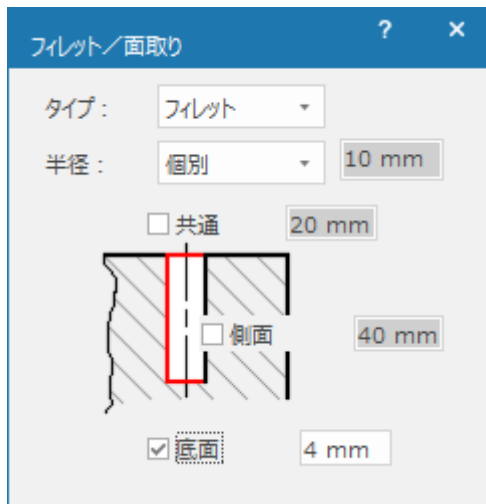 フィレット／面取り ? ×
タイプ： フィレット
半径： 個別 10 mm
共通 20 mm
側面 40 mm
底面 4 mm